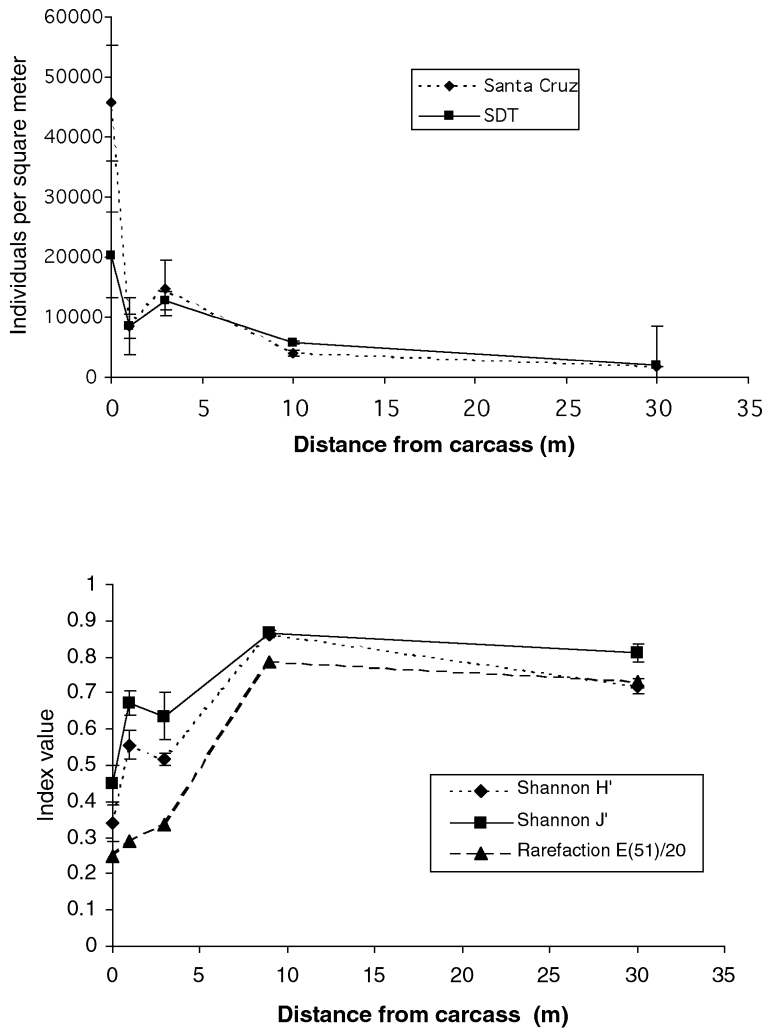 60000
50000
40000
30000
20000
10000
0
Individuals per square meter
Santa Cruz
SDT
0 5 10 15 20 25 30 35
Distance from carcass (m)
1
0.9
0.8
0.7
0.6
0.5
0.4
0.3
0.2
0.1
0
Index value
Shannon H'
Shannon J'
Rarefaction E(51)/20
0 5 10 15 20 25 30 35
Distance from carcass (m)